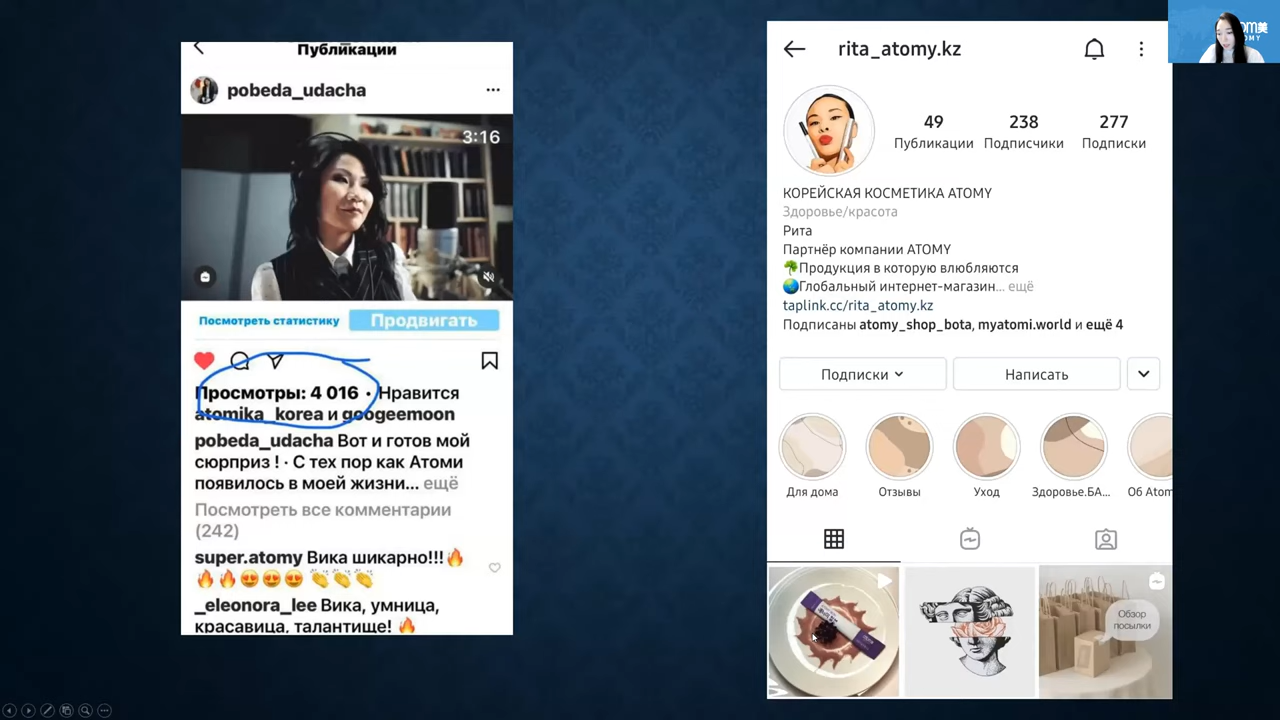 Публикации
pobeda_udacha
3:16
Посмотреть статистику
Продвигать
Просмотры: 4 016 · Нравится
atomika_korea и googeemoon
pobeda_udacha Вот и готов мой
сюрприз ! · С тех пор как Атоми
появилось в моей жизни... ещё
Посмотреть все комментарии
(242)
super.atomy Вика шикарно!!!🔥
🔥🔥😍😍😍👏👏👏
_eleonora_lee Вика, умница,
красавица, талантище! 🔥
rita_atomy.kz
49
238
277
Публикации
Подписчики
Подписки
КОРЕЙСКАЯ КОСМЕТИКА ATOMY
Здоровье/красота
Рита
Партнёр компании ATOMY
🌳Продукция в которую влюбляются
🌏Глобальный интернет-магазин... ещё
taplink.cc/rita_atomy.kz
Подписаны atomy_shop_bota, myatomi.world и ещё 4
Подписки
Написать
Для дома
Отзывы
Уход
Здоровье.БА...
Об Atom
Обзор
посылки